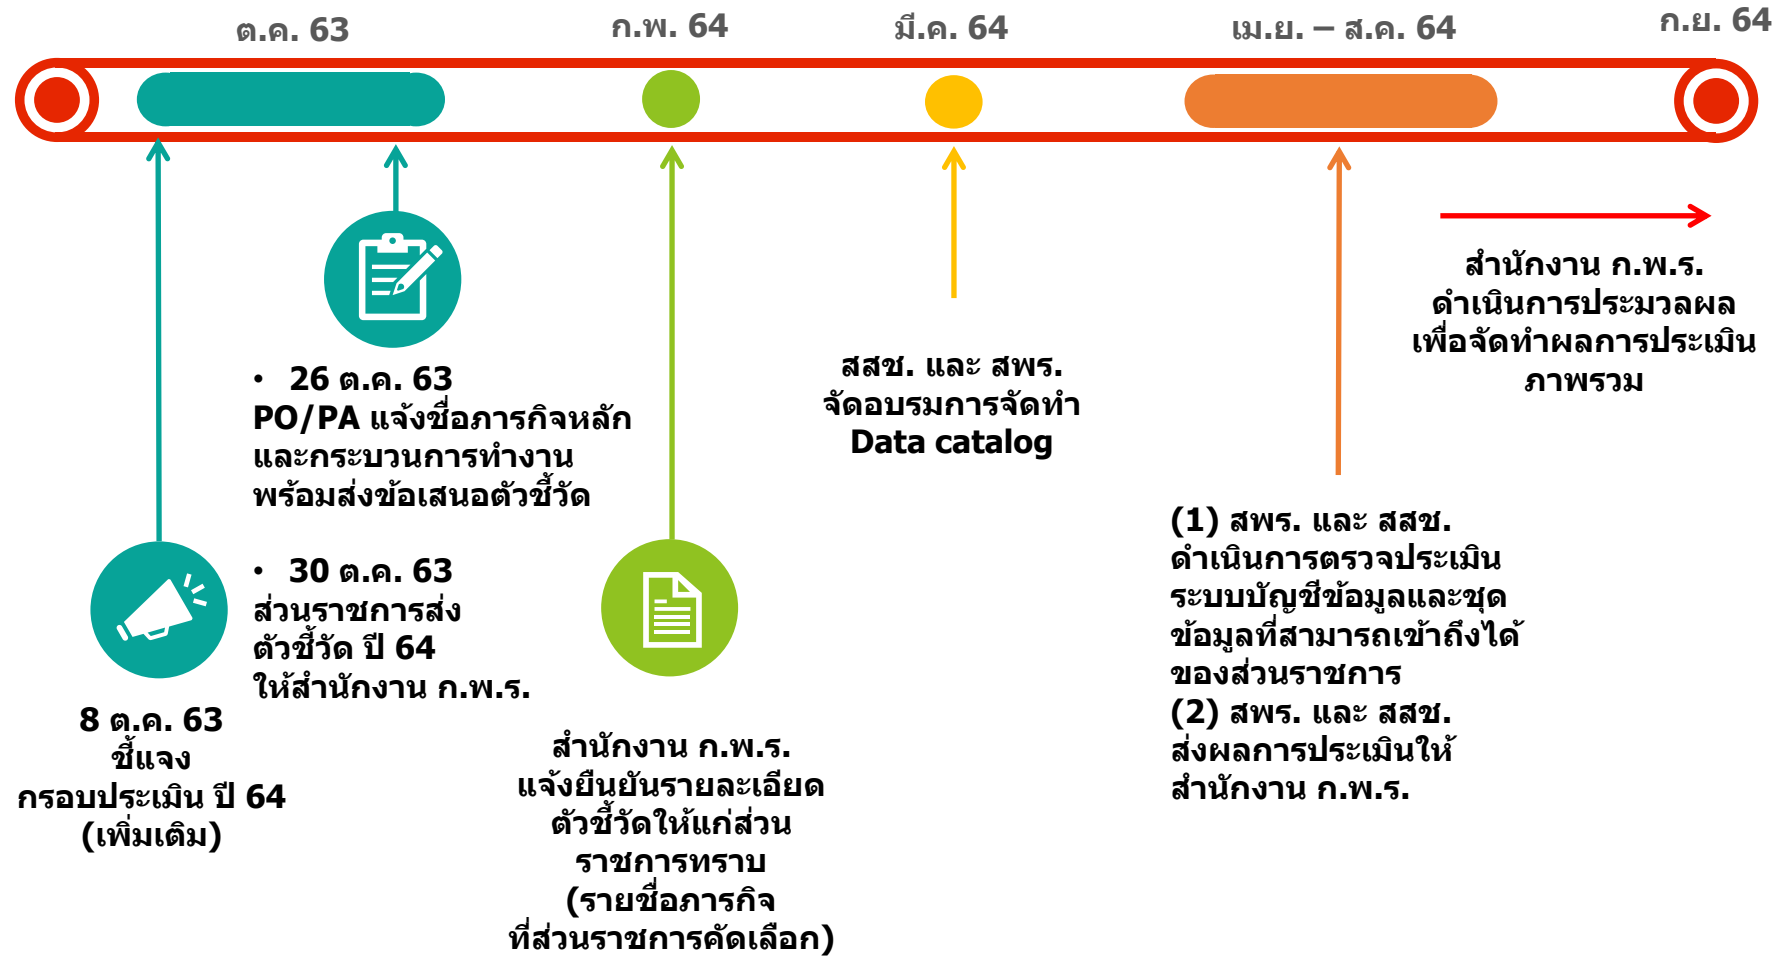 ต.ค. 63
ก.พ. 64
มี.ค. 64
เม.ย. – ส.ค. 64
ก.ย. 64
8 ต.ค. 63
ชี้แจง
กรอบประเมิน ปี 64
(เพิ่มเติม)
• 26 ต.ค. 63
PO/PA แจ้งชื่อภารกิจหลัก
และกระบวนการทำงาน
พร้อมส่งข้อเสนอตัวชี้วัด
• 30 ต.ค. 63
ส่วนราชการส่ง
ตัวชี้วัด ปี 64
ให้สำนักงาน ก.พ.ร.
สำนักงาน ก.พ.ร.
แจ้งยืนยันรายละเอียด
ตัวชี้วัดให้แก่ส่วน
ราชการทราบ
(รายชื่อภารกิจ
ที่ส่วนราชการคัดเลือก)
สสช. และ สพร.
จัดอบรมการจัดทำ
Data catalog
(1) สพร. และ สสช.
ดำเนินการตรวจประเมิน
ระบบบัญชีข้อมูลและชุด
ข้อมูลที่สามารถเข้าถึงได้
ของส่วนราชการ
(2) สพร. และ สสช.
ส่งผลการประเมินให้
สำนักงาน ก.พ.ร.
สำนักงาน ก.พ.ร.
ดำเนินการประมวลผล
เพื่อจัดทำผลการประเมิน
ภาพรวม